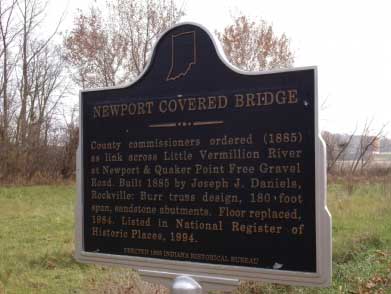 NEWPORT COVERED BRIDGE
County commissioners ordered (1885)
as link across Little Vermillion River
at Newport & Quaker Point Free Gravel
Road. Built 1885 by Joseph J. Daniels,
Rockville: Burr truss design, 180-foot
span, sandstone abutments. Floor replaced,
1984. Listed in National Register of
Historic Places, 1994.
ERECTED 1995 INDIANA HISTORICAL BUREAU